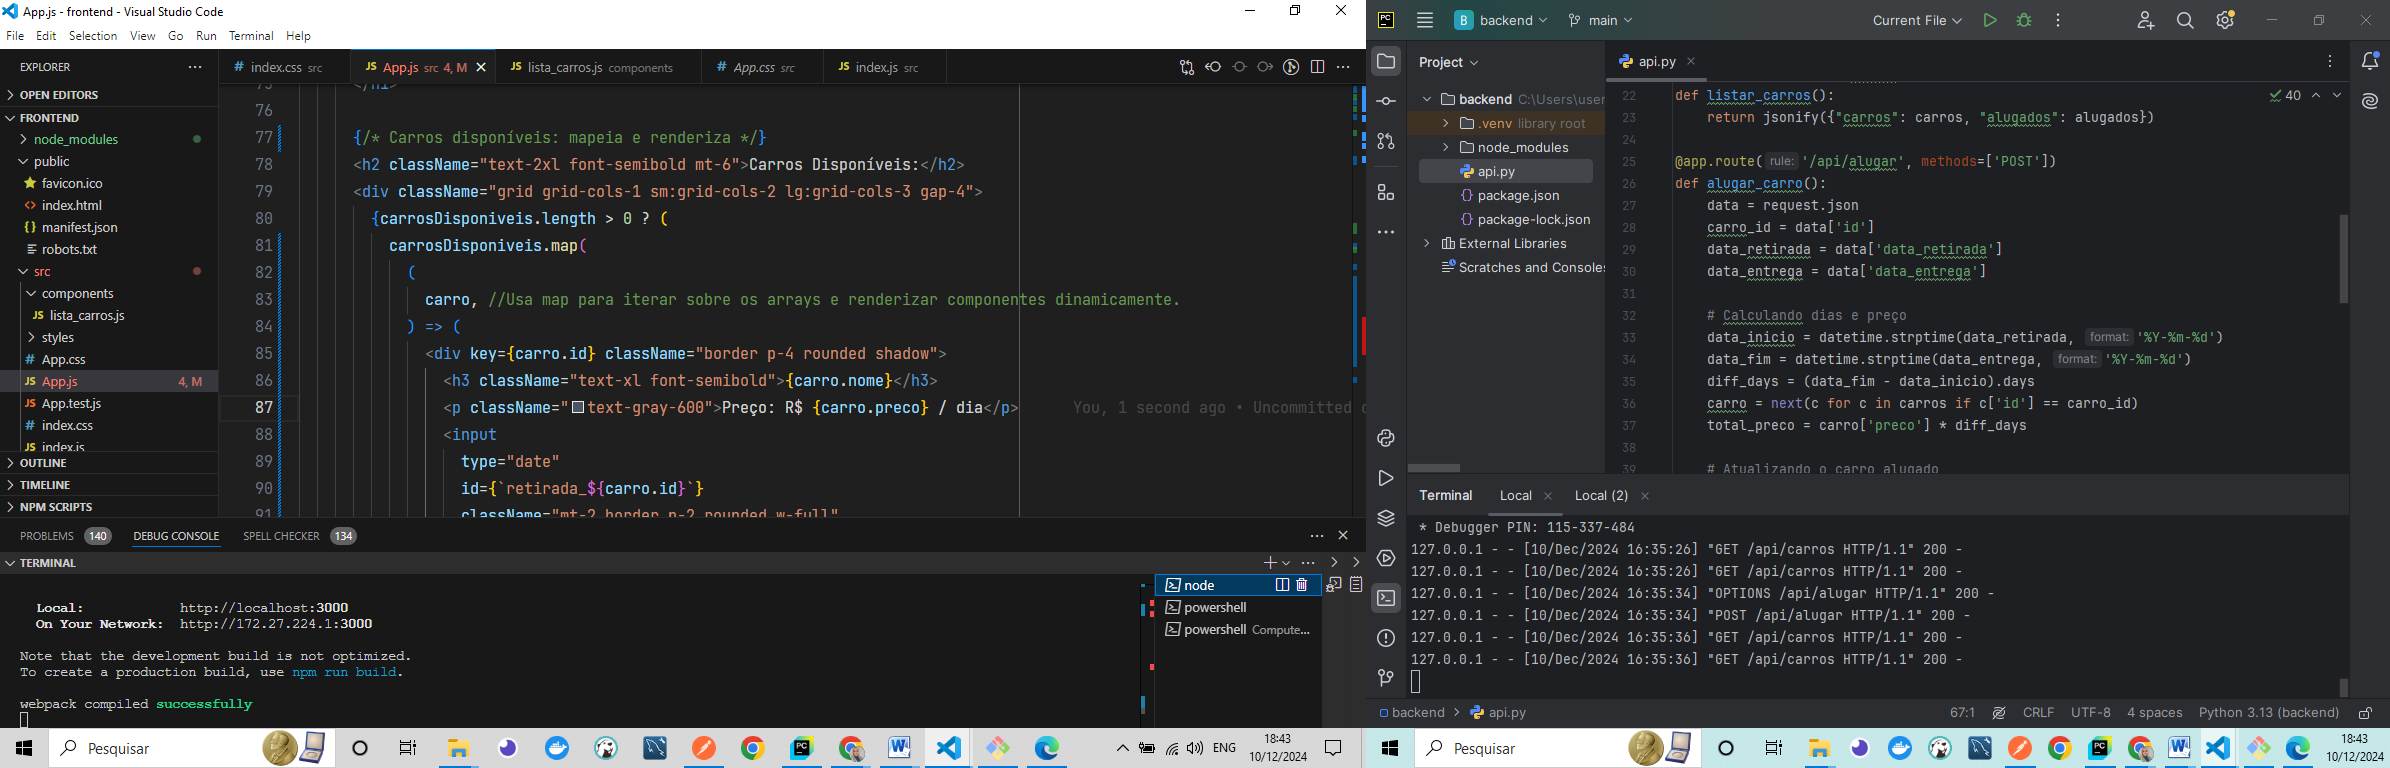 App.js - frontend - Visual Studio Code
File Edit Selection View Go Run Terminal Help
EXPLORER
OPEN EDITORS
FRONTEND
node_modules
public
favicon.ico
index.html
manifest.json
robots.txt
src
components
lista_carros.js
styles
App.css
App.js 4, M
App.test.js
index.css
index.js
OUTLINE
TIMELINE
NPM SCRIPTS
index.css src
App.js src 4, M
lista_carros.js components
App.css src
index.js src
75 </h1>
76
77 {/* Carros disponíveis: mapeia e renderiza */}
78 <h2 className="text-2xl font-semibold mt-6">Carros Disponíveis:</h2>
79 <div className="grid grid-cols-1 sm:grid-cols-2 lg:grid-cols-3 gap-4">
80 {carrosDisponiveis.length > 0 ? (
81 carrosDisponiveis.map(
82 (
83 carro, //Usa map para iterar sobre os arrays e renderizar componentes dinamicamente.
84 ) => (
85 <div key={carro.id} className="border p-4 rounded shadow">
86 <h3 className="text-xl font-semibold">{carro.nome}</h3>
87 <p className="text-gray-600">Preço: R$ {carro.preco} / dia</p> You, 1 second ago • Uncommitted c
88 <input
89 type="date"
90 id={`retirada_${carro.id}`}
91 className="mt-2 border p-2 rounded w-full"
PROBLEMS 140 DEBUG CONSOLE SPELL CHECKER 134
TERMINAL
Local: http://localhost:3000
On Your Network: http://172.27.224.1:3000
Note that the development build is not optimized.
To create a production build, use npm run build.
webpack compiled successfully
node
powershell
powershell Compute...
Pesquisar
ENG
18:43
10/12/2024
PC
B backend
main
Current File
Project
backend C:\Users\user
.venv library root
node_modules
api.py
package.json
package-lock.json
External Libraries
Scratches and Consoles
api.py
40
22 def listar_carros():
23 return jsonify({"carros": carros, "alugados": alugados})
24
25 @app.route( rule: '/api/alugar', methods=['POST'])
26 def alugar_carro():
27 data = request.json
28 carro_id = data['id']
29 data_retirada = data['data_retirada']
30 data_entrega = data['data_entrega']
31
32 # Calculando dias e preço
33 data_inicio = datetime.strptime(data_retirada, format: '%Y-%m-%d')
34 data_fim = datetime.strptime(data_entrega, format: '%Y-%m-%d')
35 diff_days = (data_fim - data_inicio).days
36 carro = next(c for c in carros if c['id'] == carro_id)
37 total_preco = carro['preco'] * diff_days
38
39 # Atualizando o carro alugado
Terminal Local Local (2)
* Debugger PIN: 115-337-484
127.0.0.1 - - [10/Dec/2024 16:35:26] "GET /api/carros HTTP/1.1" 200 -
127.0.0.1 - - [10/Dec/2024 16:35:26] "GET /api/carros HTTP/1.1" 200 -
127.0.0.1 - - [10/Dec/2024 16:35:34] "OPTIONS /api/alugar HTTP/1.1" 200 -
127.0.0.1 - - [10/Dec/2024 16:35:34] "POST /api/alugar HTTP/1.1" 200 -
127.0.0.1 - - [10/Dec/2024 16:35:36] "GET /api/carros HTTP/1.1" 200 -
127.0.0.1 - - [10/Dec/2024 16:35:36] "GET /api/carros HTTP/1.1" 200 -
backend > api.py
67:1 CRLF UTF-8 4 spaces Python 3.13 (backend)
Pesquisar
18:43
10/12/2024